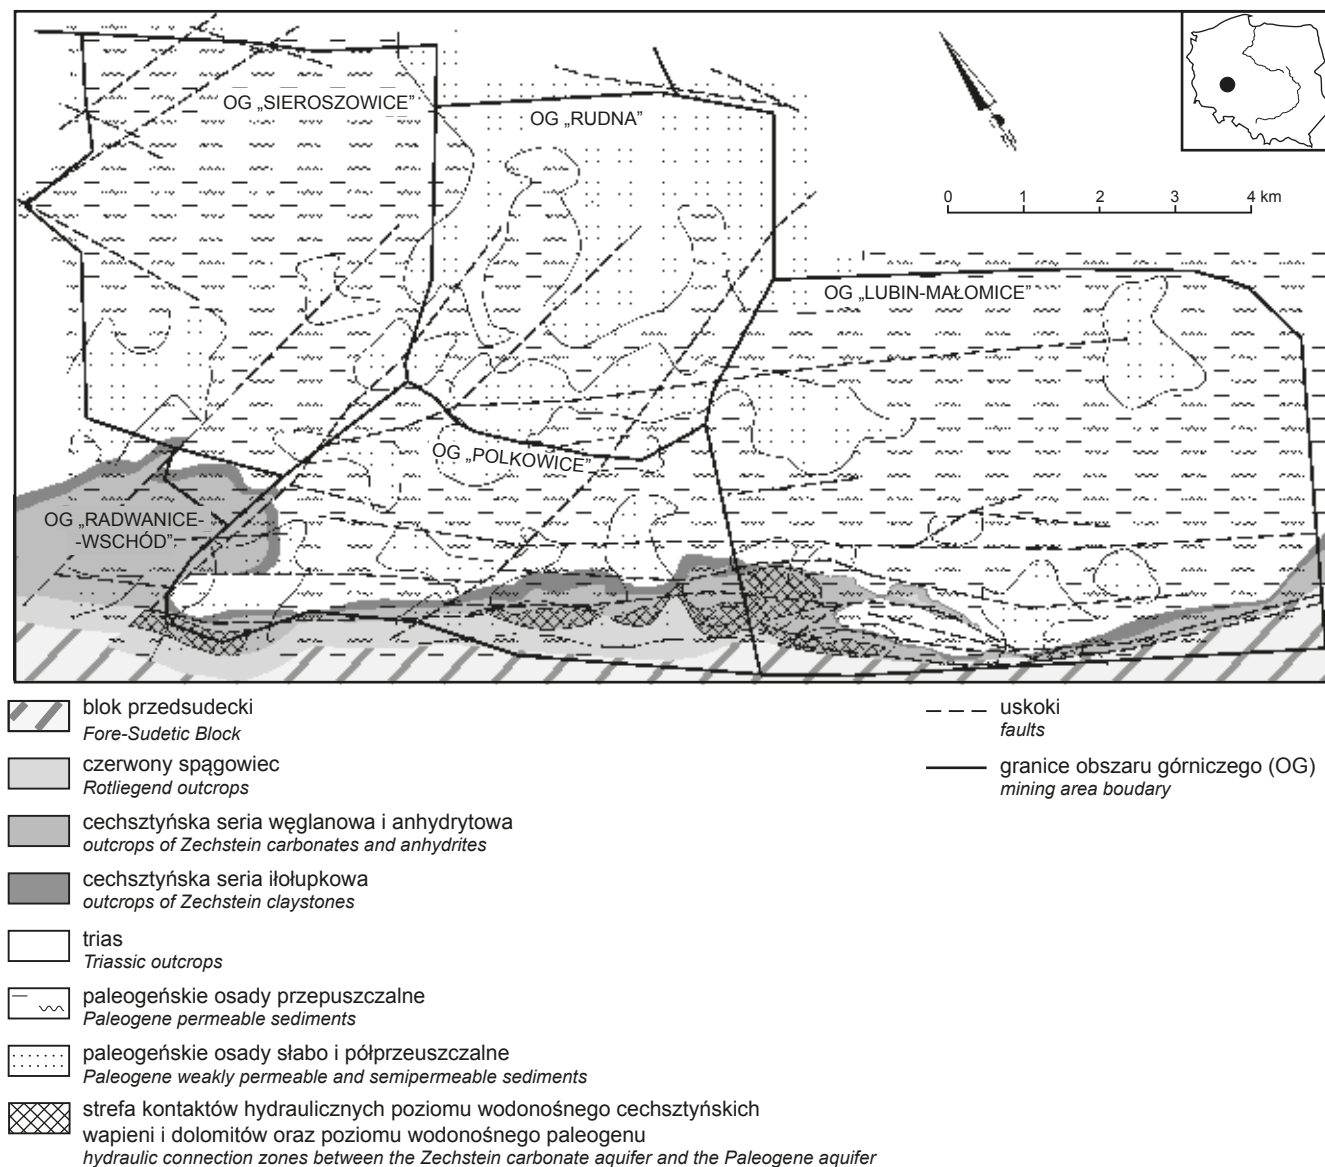 OG „SIEROSZOWICE”
OG „RUDNA”
0 1 2 3 4 km
OG „LUBIN-MAŁOMICE”
OG „POLKOWICE”
OG „RADWANICE-
-WSCHÓD”
blok przedsudecki
Fore-Sudetic Block
czerwony spągowiec
Rotliegend outcrops
cechsztyńska seria węglanowa i anhydrytowa
outcrops of Zechstein carbonates and anhydrites
cechsztyńska seria iłołupkowa
outcrops of Zechstein claystones
trias
Triassic outcrops
paleogeńskie osady przepuszczalne
Paleogene permeable sediments
paleogeńskie osady słabo i półprzeuszczalne
Paleogene weakly permeable and semipermeable sediments
strefa kontaktów hydraulicznych poziomu wodonośnego cechsztyńskich
wapieni i dolomitów oraz poziomu wodonośnego paleogenu
hydraulic connection zones between the Zechstein carbonate aquifer and the Paleogene aquifer
uskoki
faults
granice obszaru górniczego (OG)
mining area boudary